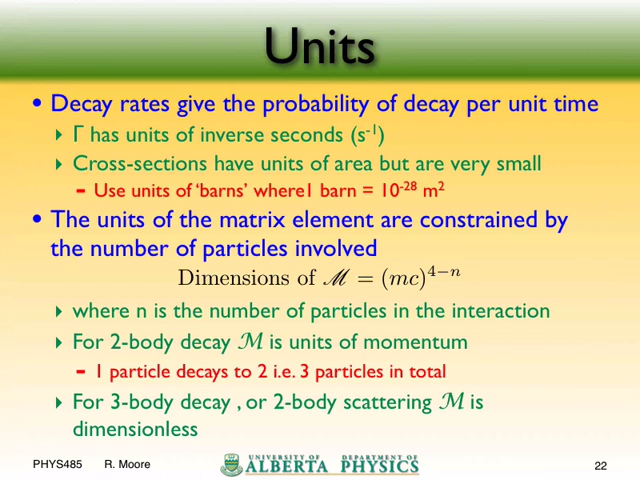 Units
• Decay rates give the probability of decay per unit time
‣ Γ has units of inverse seconds (s⁻¹)
‣ Cross-sections have units of area but are very small
– Use units of ‘barns’ where1 barn = 10⁻²⁸ m²
• The units of the matrix element are constrained by
the number of particles involved
Dimensions of ℳ = (mc)⁴⁻ⁿ
‣ where n is the number of particles in the interaction
‣ For 2-body decay ℳ is units of momentum
– 1 particle decays to 2 i.e. 3 particles in total
‣ For 3-body decay , or 2-body scattering ℳ is
dimensionless
PHYS485 R. Moore
UNIVERSITY OF DEPARTMENT OF
ALBERTA PHYSICS
22